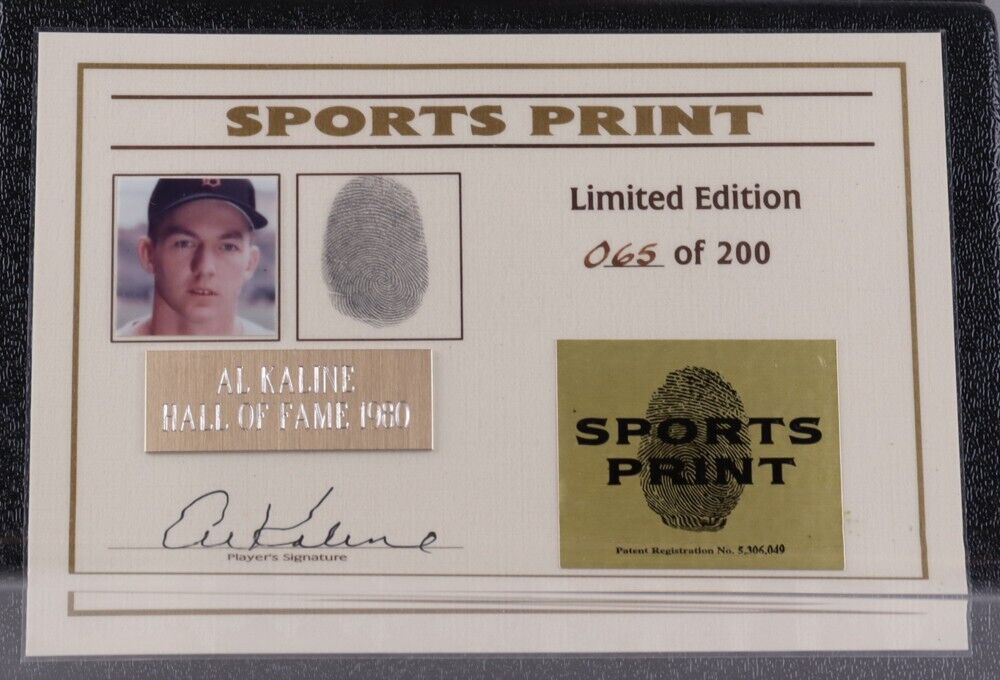 SPORTS PRINT
Limited Edition
065 of 200
AL KALINE
HALL OF FAME 1980
Al Kaline
Player's Signature
SPORTS
PRINT
Patent Registration No. 5,306,049